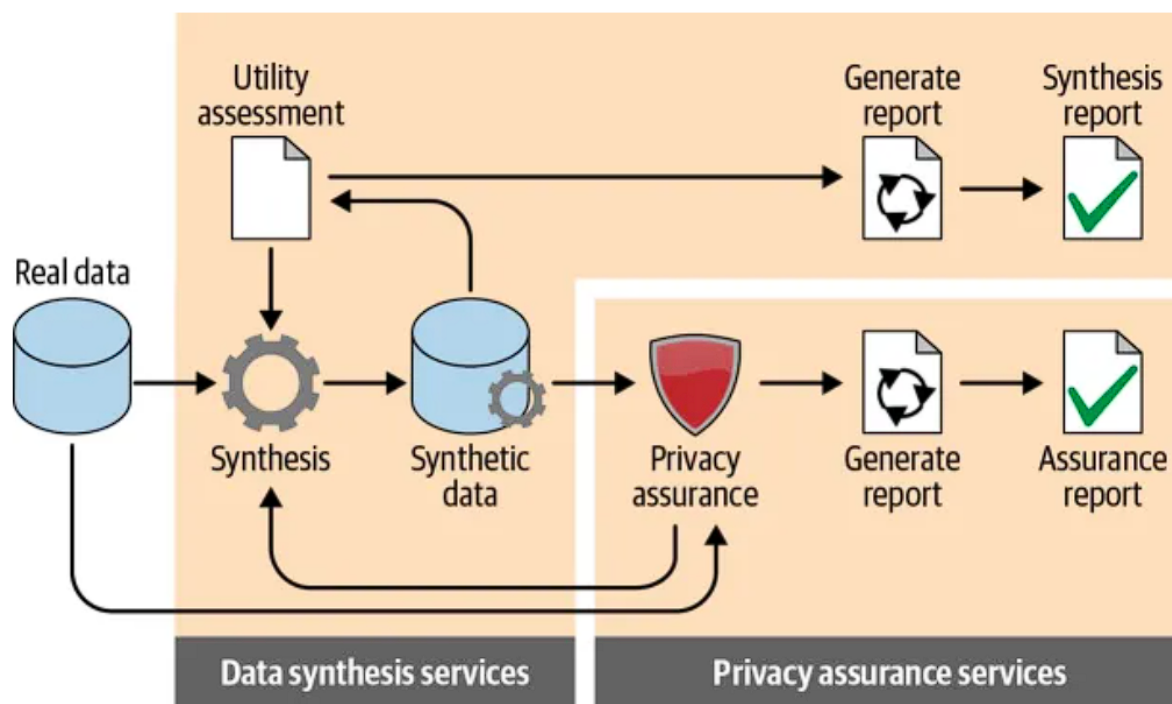 Utility
assessment
Generate
report
Synthesis
report
Real data
Synthesis
Synthetic
data
Privacy
assurance
Generate
report
Assurance
report
Data synthesis services
Privacy assurance services